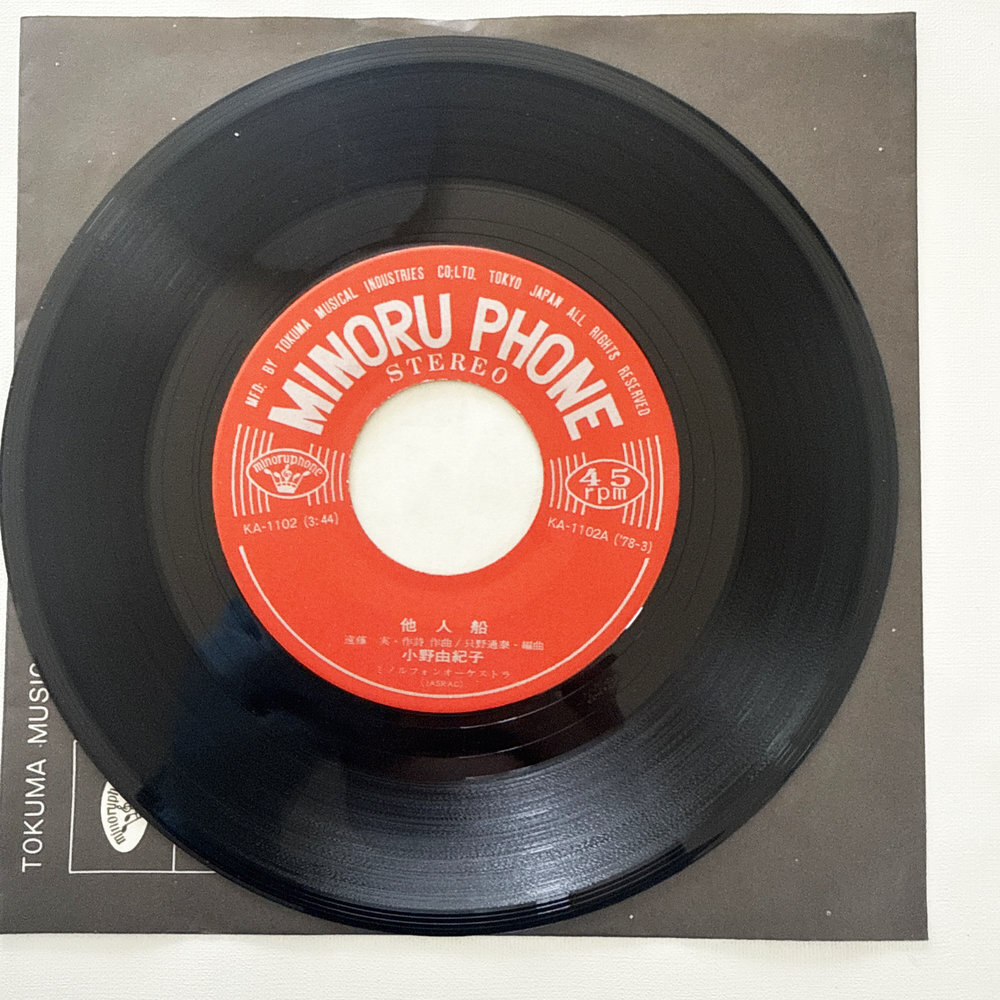 MFD. BY TOKUMA MUSICAL INDUSTRIES CO;LTD. TOKYO JAPAN ALL RIGHTS RESERVED
MINORU PHONE
STEREO
minoruphone
45
rpm
KA-1102 (3:44)
KA-1102A ('78-3)
他人船
遠藤 実・作詩 作曲/只野通泰・編曲
小野由紀子
ミノルフォンオーケストラ
(JASRAC)
TOKUMA MUSIC
minoruph